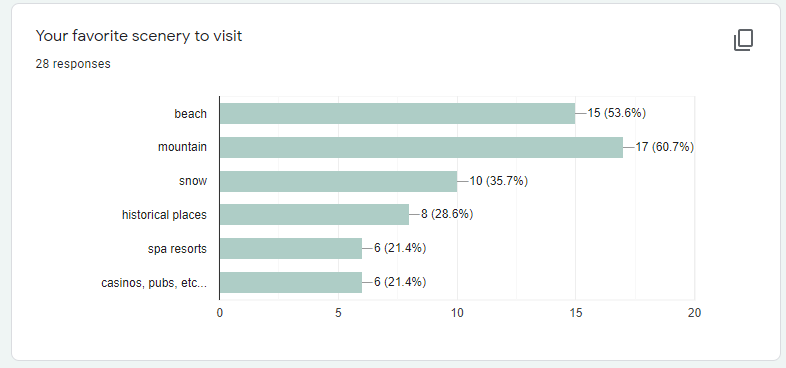 Your favorite scenery to visit
28 responses
beach 15 (53.6%)
mountain 17 (60.7%)
snow 10 (35.7%)
historical places 8 (28.6%)
spa resorts 6 (21.4%)
casinos, pubs, etc... 6 (21.4%)
0 5 10 15 20